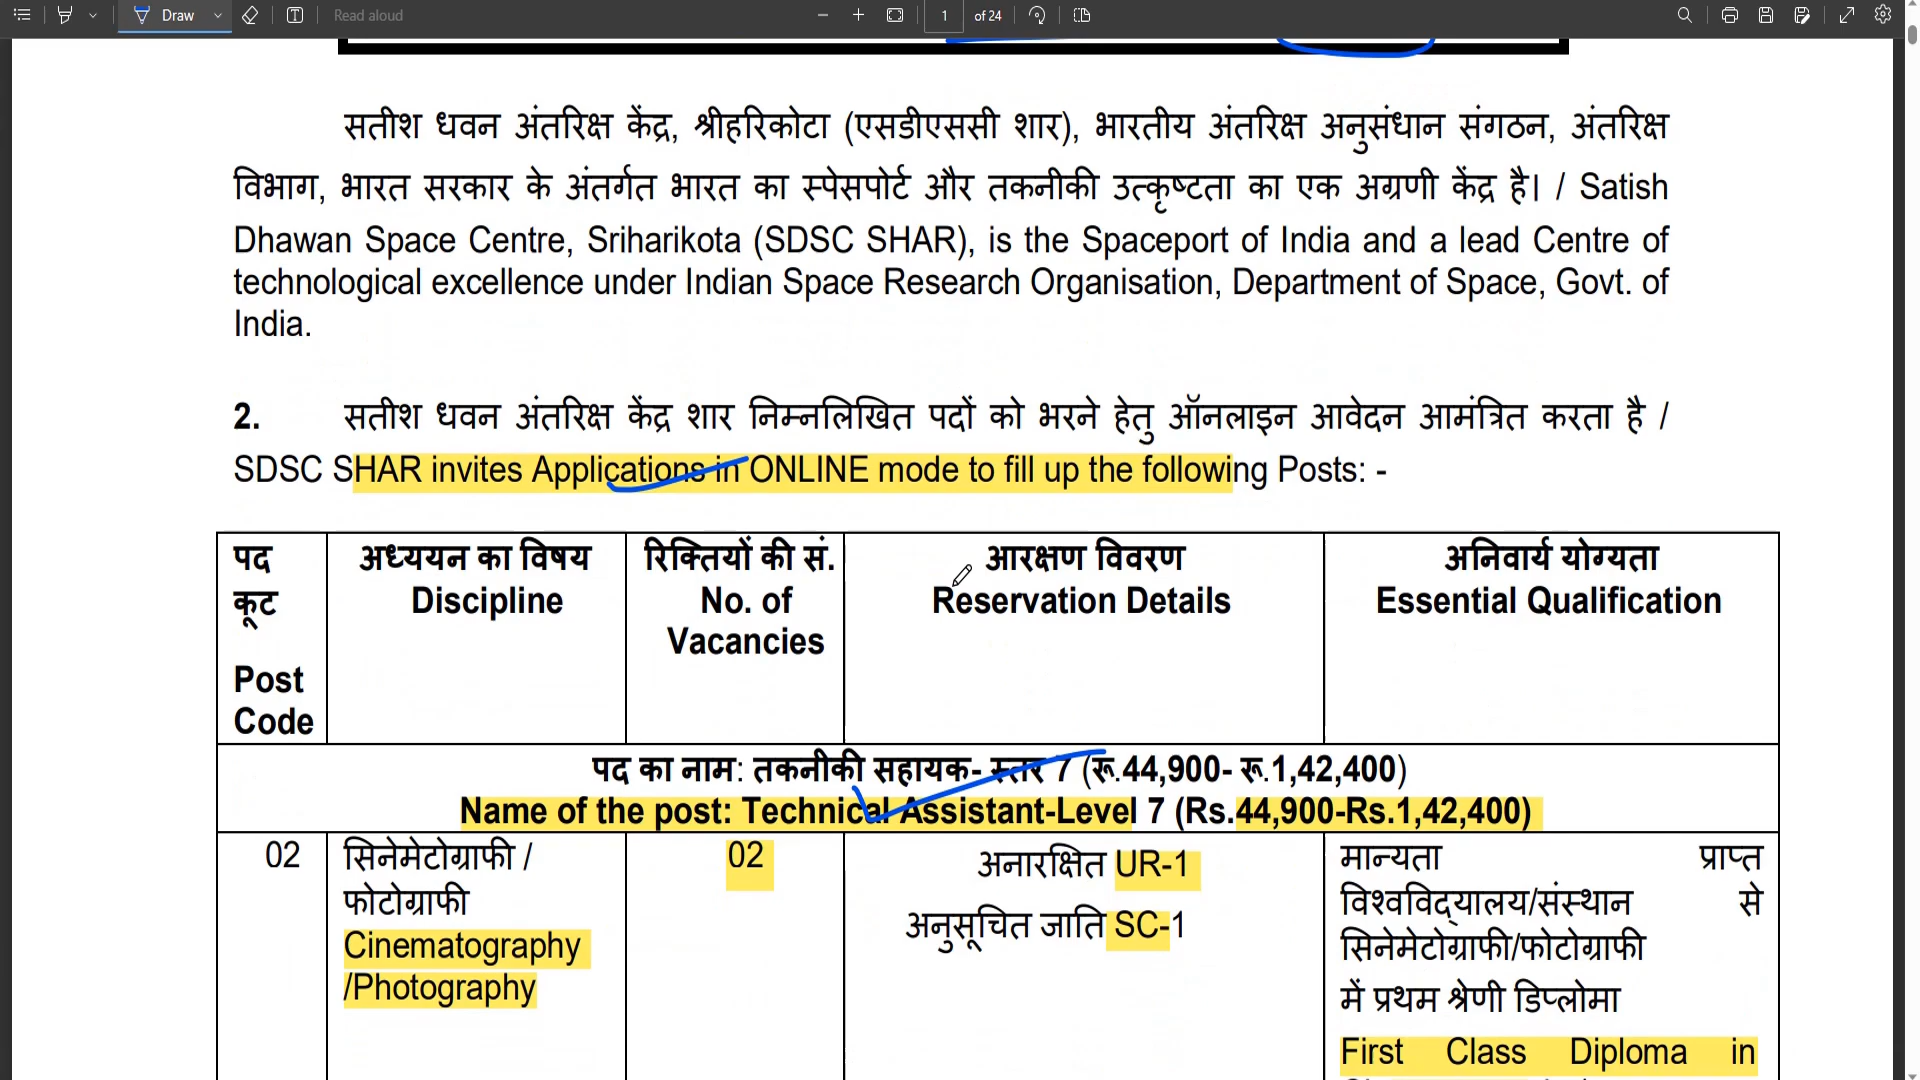 Draw
Read aloud
1
of 24
सतीश धवन अंतरिक्ष केंद्र, श्रीहरिकोटा (एसडीएससी शार), भारतीय अंतरिक्ष अनुसंधान संगठन, अंतरिक्ष
विभाग, भारत सरकार के अंतर्गत भारत का स्पेसपोर्ट और तकनीकी उत्कृष्टता का एक अग्रणी केंद्र है। / Satish
Dhawan Space Centre, Sriharikota (SDSC SHAR), is the Spaceport of India and a lead Centre of
technological excellence under Indian Space Research Organisation, Department of Space, Govt. of
India.
2. सतीश धवन अंतरिक्ष केंद्र शार निम्नलिखित पदों को भरने हेतु ऑनलाइन आवेदन आमंत्रित करता है /
SDSC SHAR invites Applications in ONLINE mode to fill up the following Posts: -
पद
कूट
Post
Code
अध्ययन का विषय
Discipline
रिक्तियों की सं.
No. of
Vacancies
आरक्षण विवरण
Reservation Details
अनिवार्य योग्यता
Essential Qualification
पद का नाम: तकनीकी सहायक- स्तर 7 (रू.44,900- रू.1,42,400)
Name of the post: Technical Assistant-Level 7 (Rs.44,900-Rs.1,42,400)
02
सिनेमेटोग्राफी /
फोटोग्राफी
Cinematography
/Photography
02
अनारक्षित UR-1
अनुसूचित जाति SC-1
मान्यता प्राप्त
विश्वविद्यालय/संस्थान से
सिनेमेटोग्राफी/फोटोग्राफी
में प्रथम श्रेणी डिप्लोमा
First Class Diploma in